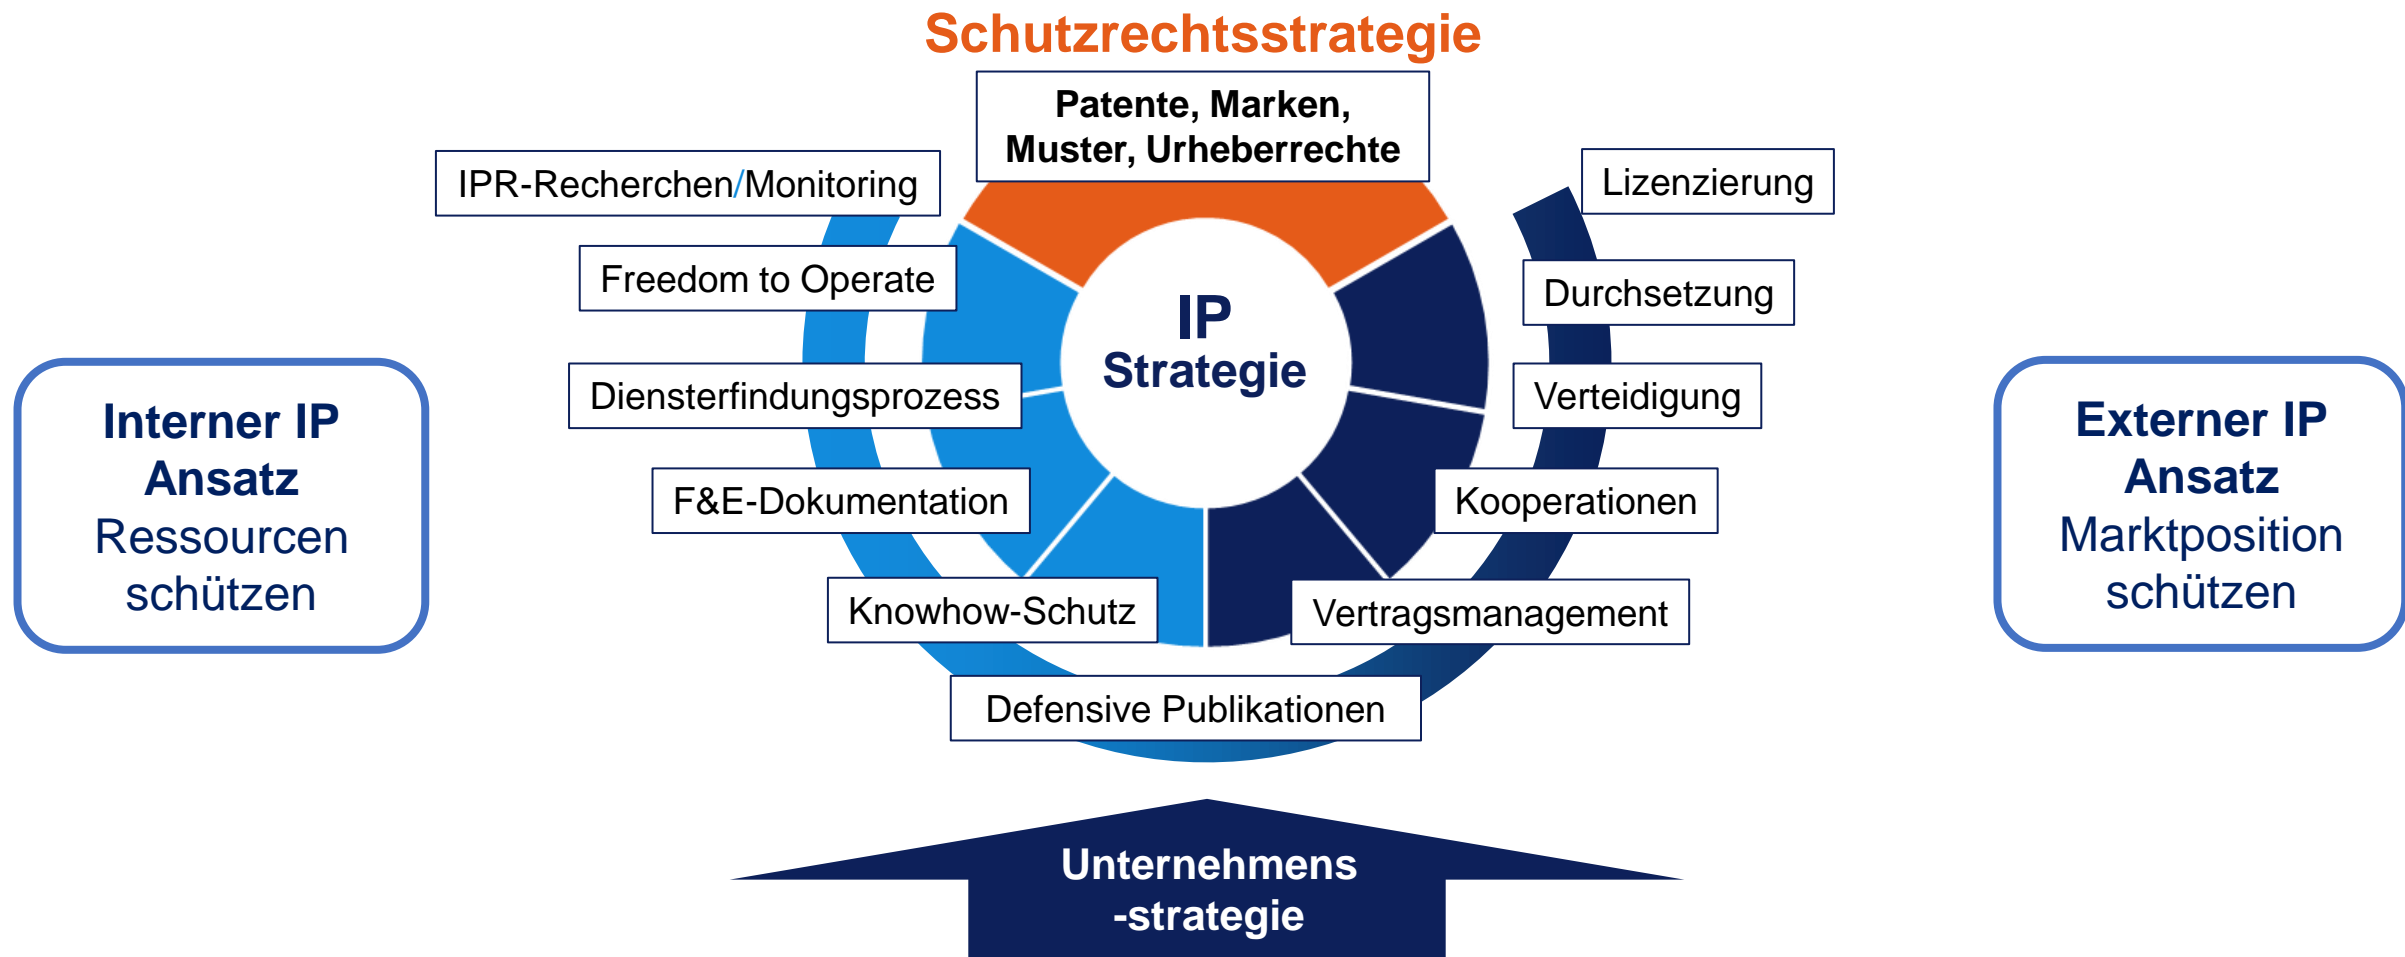 Schutzrechtsstrategie
Patente, Marken,
Muster, Urheberrechte
IPR-Recherchen/Monitoring
Freedom to Operate
Diensterfindungsprozess
F&E-Dokumentation
Knowhow-Schutz
Defensive Publikationen
Lizenzierung
Durchsetzung
Verteidigung
Kooperationen
Vertragsmanagement
IP
Strategie
Interner IP
Ansatz
Ressourcen
schützen
Externer IP
Ansatz
Marktposition
schützen
Unternehmens
-strategie